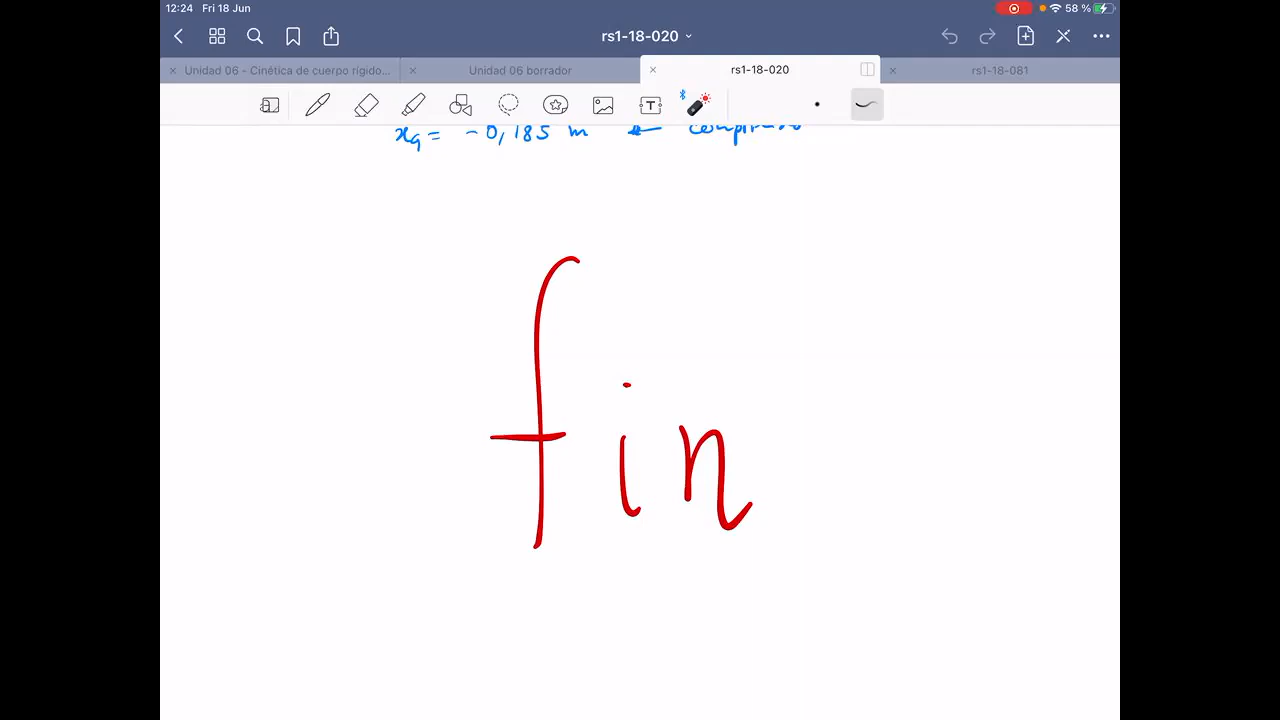 12:24 Fri 18 Jun 58 %
rs1-18-020
Unidad 06 - Cinética de cuerpo rígido... Unidad 06 borrador rs1-18-020 rs1-18-081
x₉ = -0,185 m ←
fin